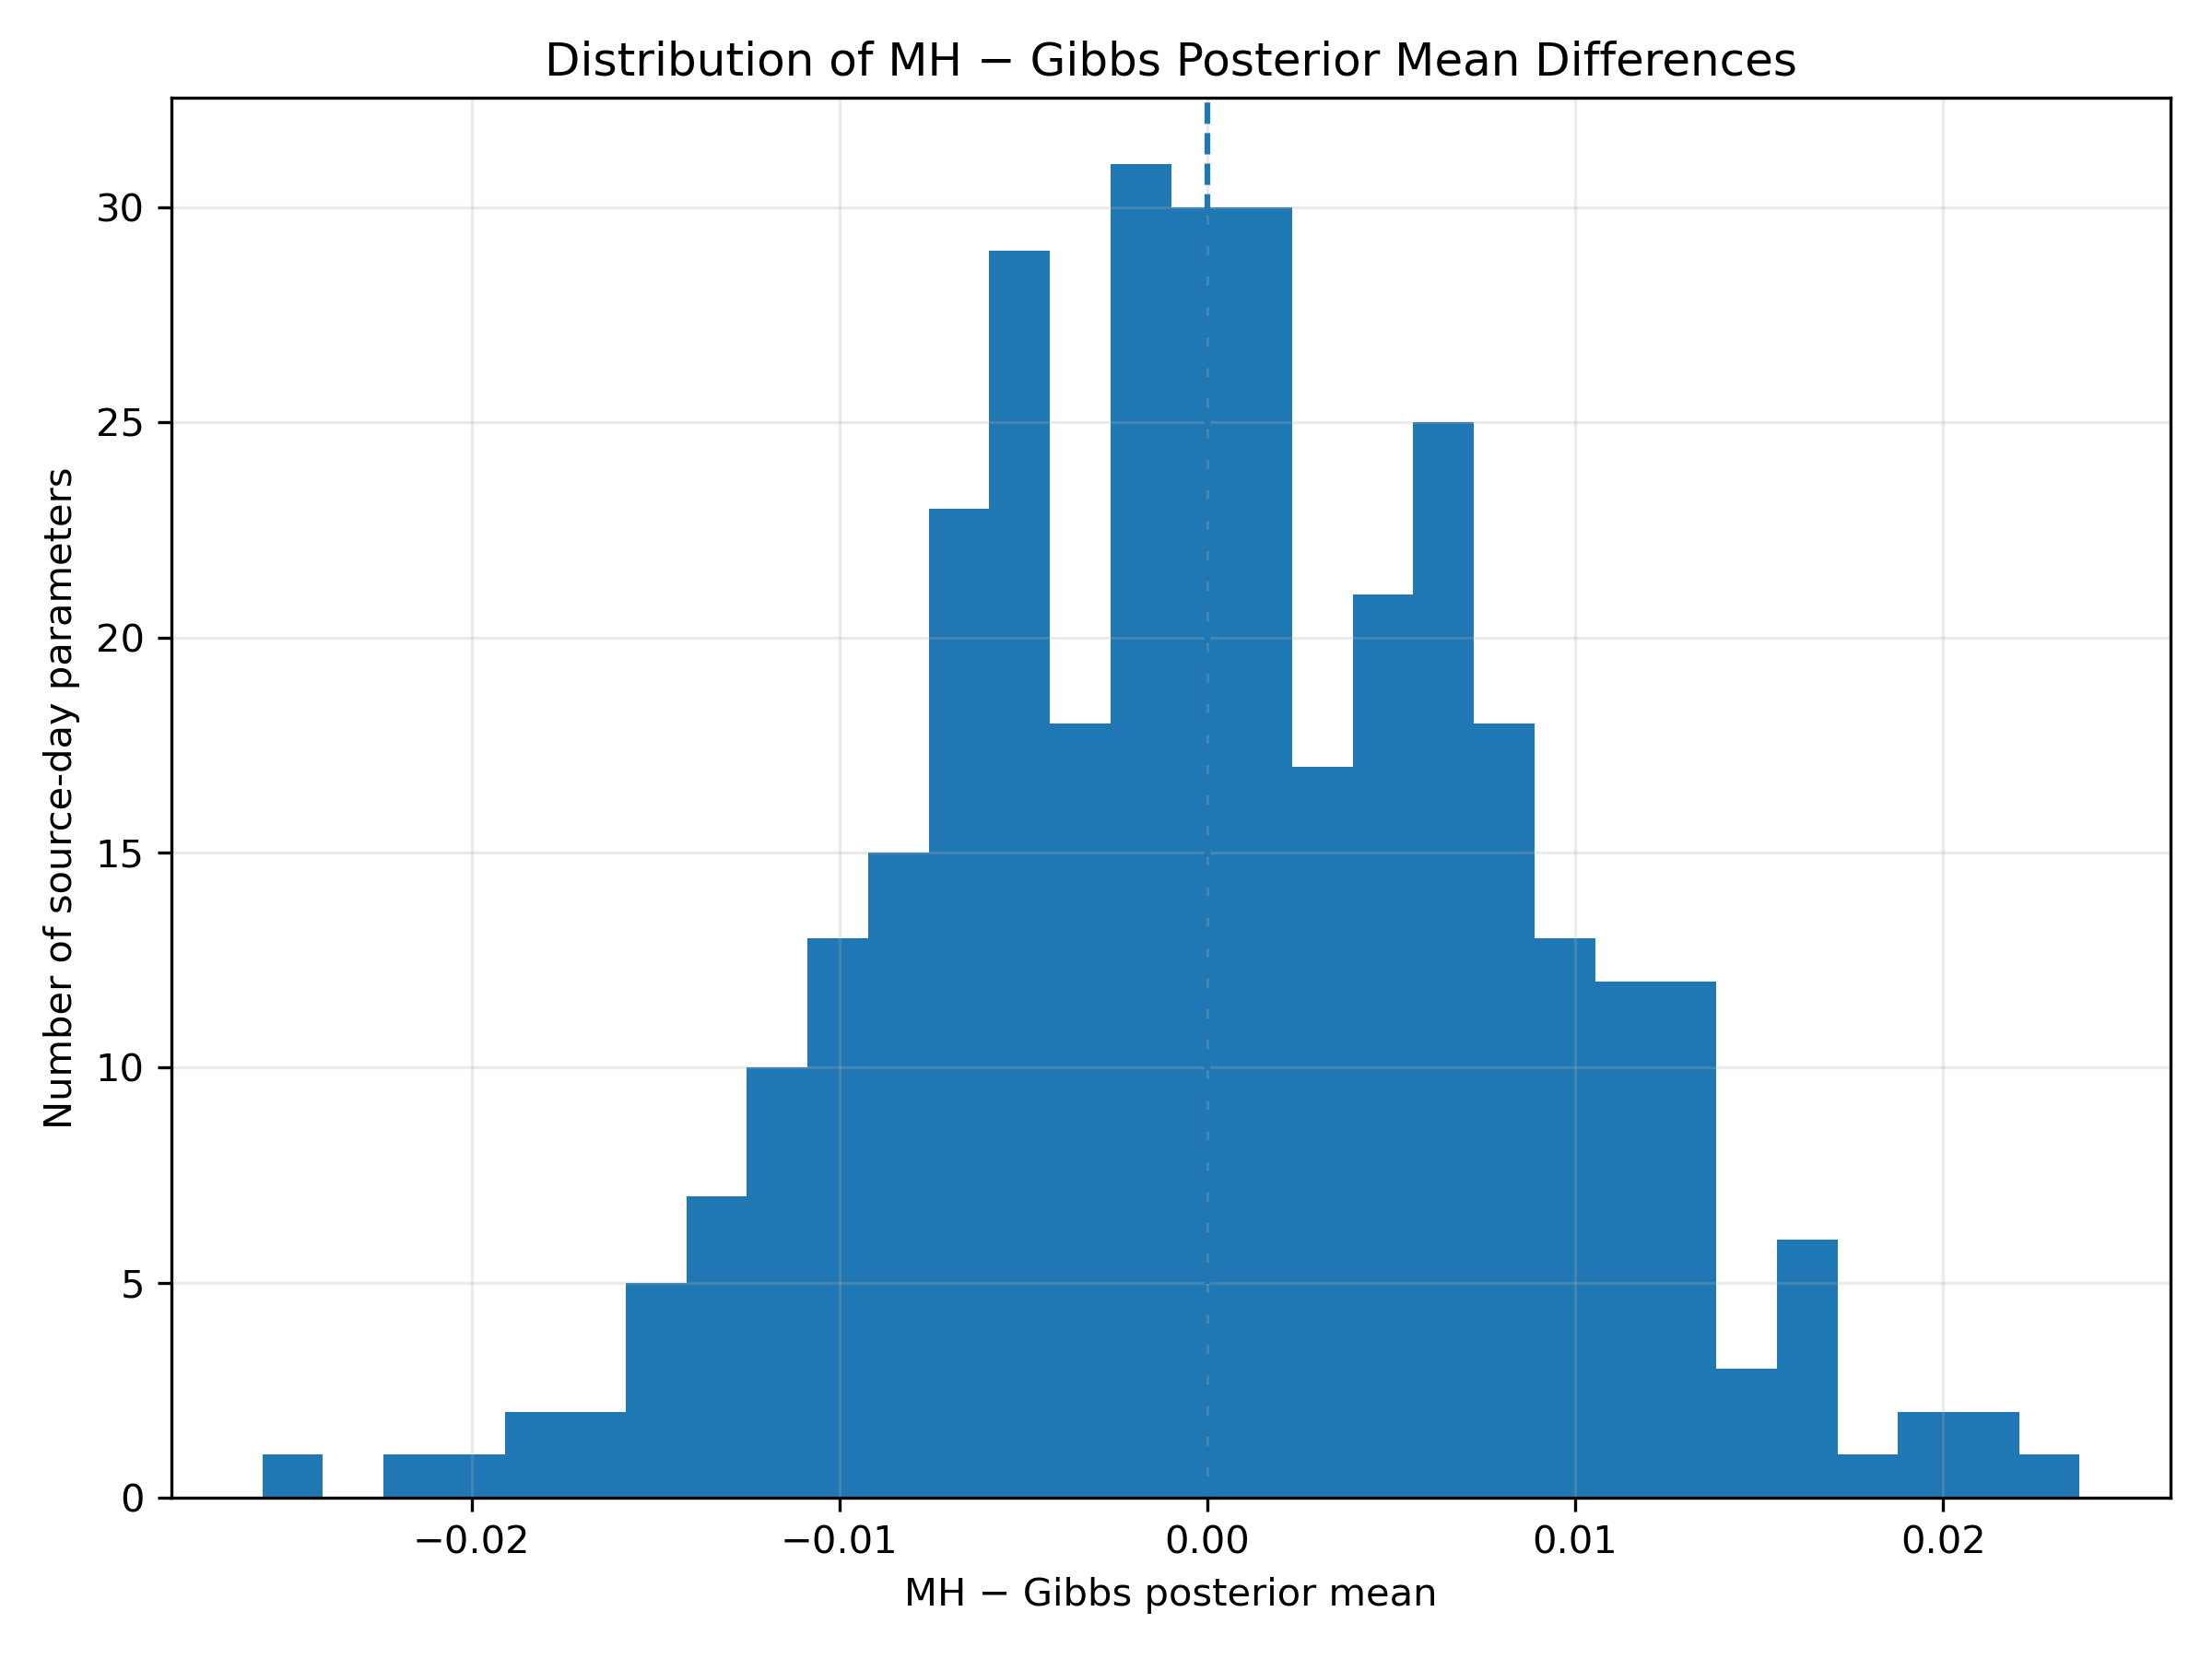 Distribution of MH − Gibbs Posterior Mean Differences
Number of source-day parameters
30
25
20
15
10
5
0
−0.02 −0.01 0.00 0.01 0.02
MH − Gibbs posterior mean